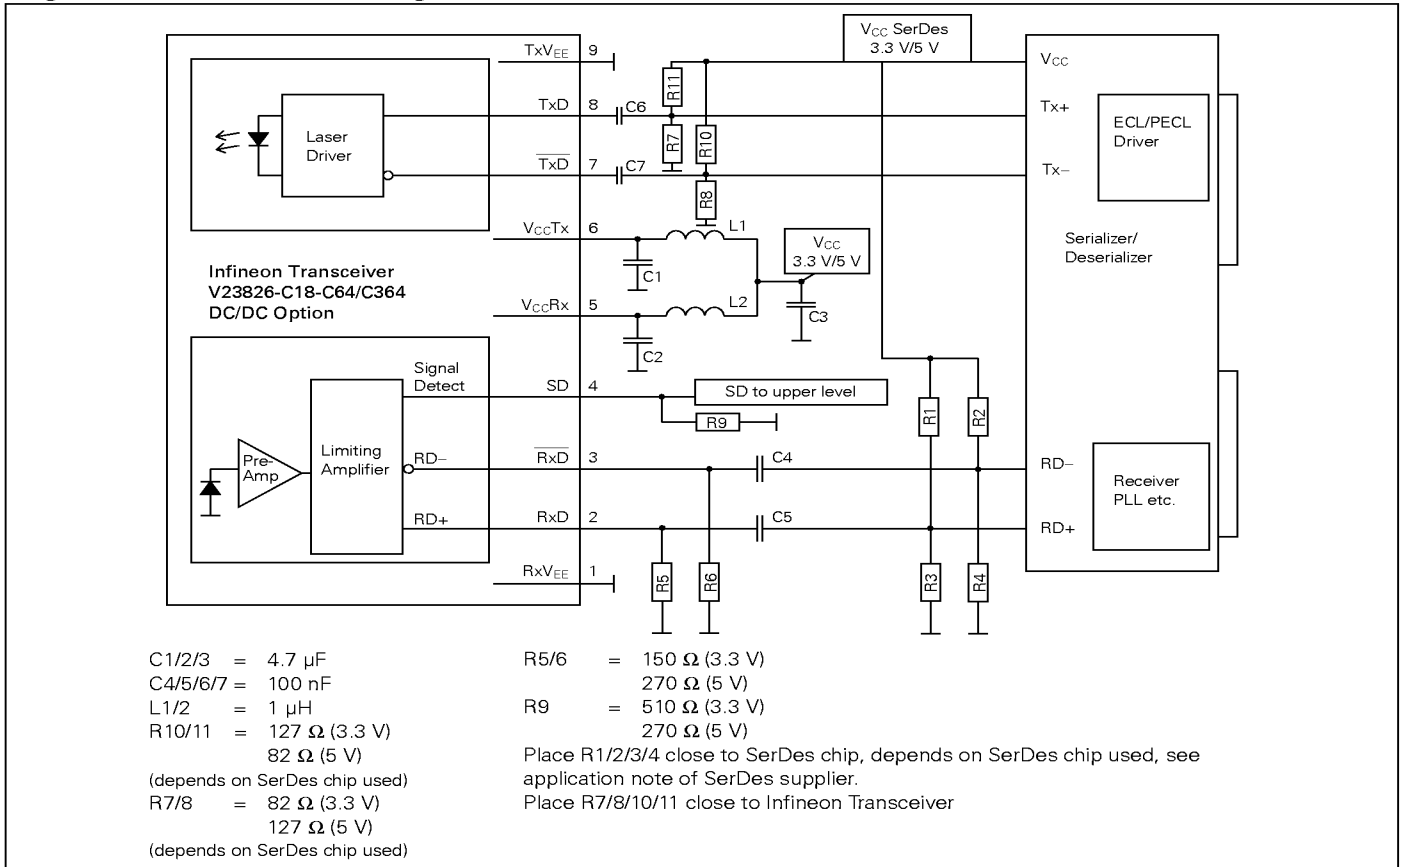 V_CC SerDes
3.3 V/5 V
TxV_EE 9
V_CC
R11
TxD 8 C6
Tx+
Laser
Driver
R7
R10
ECL/PECL
Driver
TxD 7 C7
Tx−
R8
V_CCTx 6
L1
V_CC
3.3 V/5 V
Serializer/
Deserializer
Infineon Transceiver
V23826-C18-C64/C364
DC/DC Option
C1
V_CCRx 5
L2
C3
C2
Signal
Detect
SD 4
SD to upper level
R9
R1
R2
Pre-
Amp
Limiting
Amplifier
RD−
RxD 3
C4
RD−
Receiver
PLL etc.
RD+
RxD 2
C5
RD+
RxV_EE 1
R5
R6
R3
R4
C1/2/3 = 4.7 µF
C4/5/6/7 = 100 nF
L1/2 = 1 µH
R10/11 = 127 Ω (3.3 V)
82 Ω (5 V)
(depends on SerDes chip used)
R7/8 = 82 Ω (3.3 V)
127 Ω (5 V)
(depends on SerDes chip used)
R5/6 = 150 Ω (3.3 V)
270 Ω (5 V)
R9 = 510 Ω (3.3 V)
270 Ω (5 V)
Place R1/2/3/4 close to SerDes chip, depends on SerDes chip used, see
application note of SerDes supplier.
Place R7/8/10/11 close to Infineon Transceiver